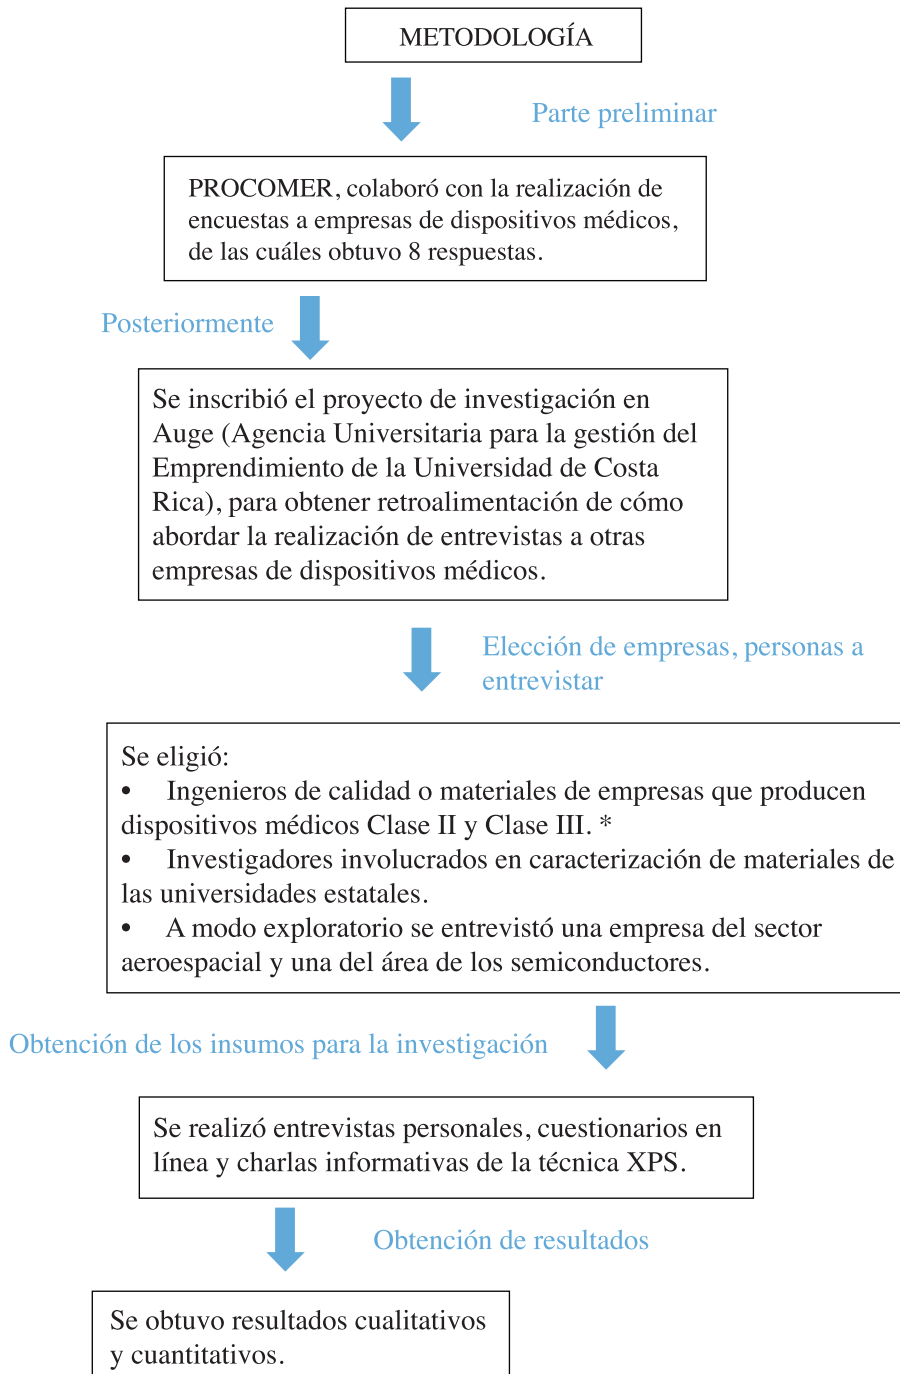 METODOLOGÍA
Parte preliminar
PROCOMER, colaboró con la realización de
encuestas a empresas de dispositivos médicos,
de las cuáles obtuvo 8 respuestas.
Posteriormente
Se inscribió el proyecto de investigación en
Auge (Agencia Universitaria para la gestión del
Emprendimiento de la Universidad de Costa
Rica), para obtener retroalimentación de cómo
abordar la realización de entrevistas a otras
empresas de dispositivos médicos.
Elección de empresas, personas a
entrevistar
Se eligió:
• Ingenieros de calidad o materiales de empresas que producen
dispositivos médicos Clase II y Clase III. *
• Investigadores involucrados en caracterización de materiales de
las universidades estatales.
• A modo exploratorio se entrevistó una empresa del sector
aeroespacial y una del área de los semiconductores.
Obtención de los insumos para la investigación
Se realizó entrevistas personales, cuestionarios en
línea y charlas informativas de la técnica XPS.
Obtención de resultados
Se obtuvo resultados cualitativos
y cuantitativos.